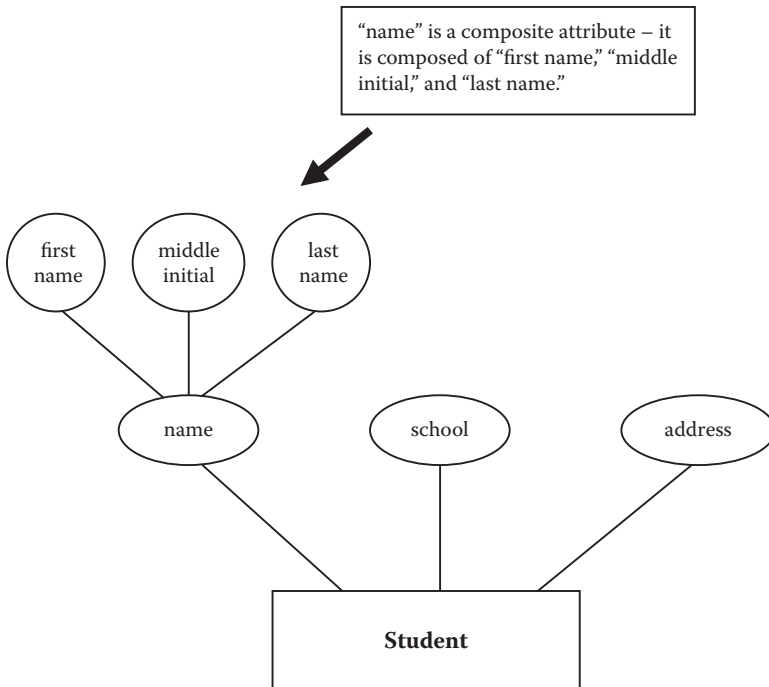 “name” is a composite attribute – it
is composed of “first name,” “middle
initial,” and “last name.”
first
name
middle
initial
last
name
name
school
address
Student